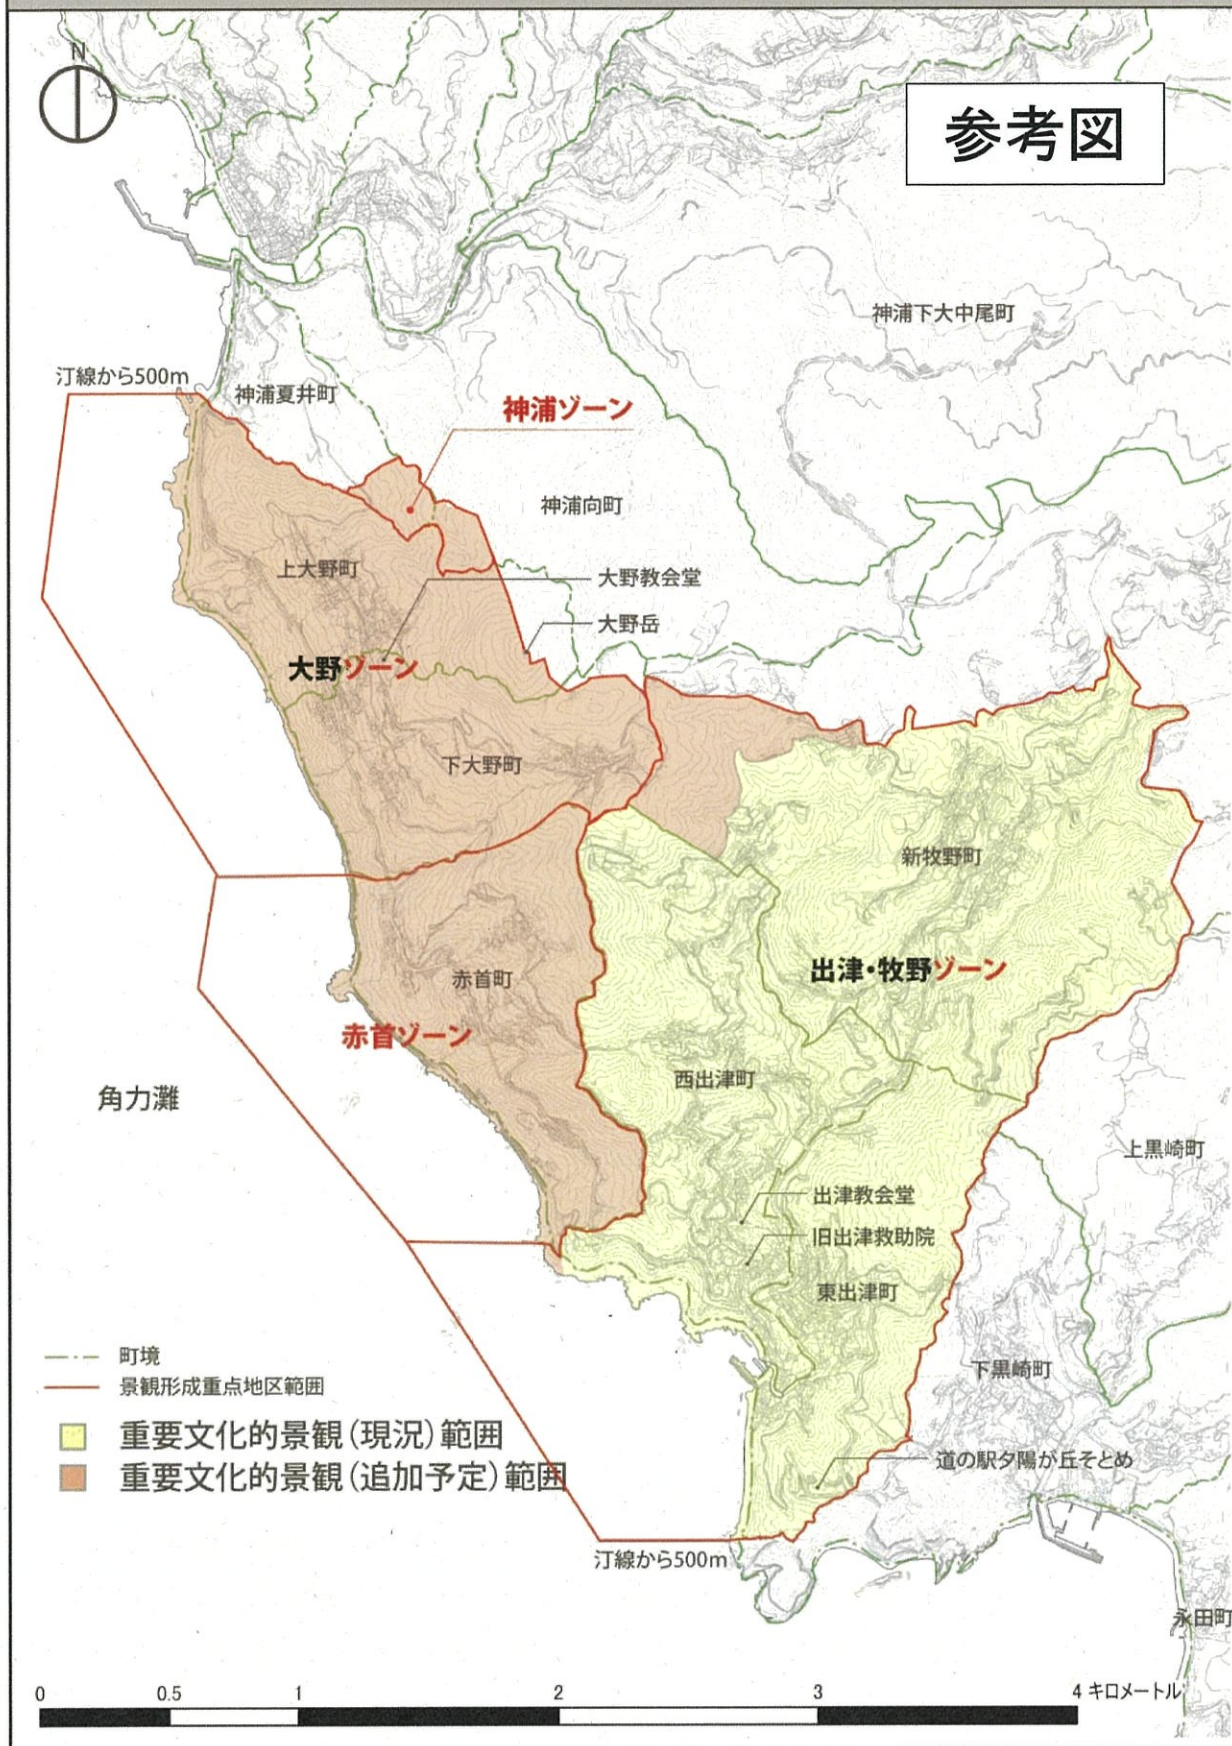 N
参考図
神浦下大中尾町
汀線から500m
神浦夏井町
神浦ゾーン
神浦向町
上大野町
大野教会堂
大野岳
大野ゾーン
下大野町
新牧野町
出津・牧野ゾーン
赤首町
赤首ゾーン
西出津町
角力灘
上黒崎町
出津教会堂
旧出津救助院
東出津町
下黒崎町
町境
景観形成重点地区範囲
重要文化的景観(現況)範囲
重要文化的景観(追加予定)範囲
道の駅夕陽が丘そとめ
汀線から500m
永田町
0 0.5 1 2 3 4 キロメートル